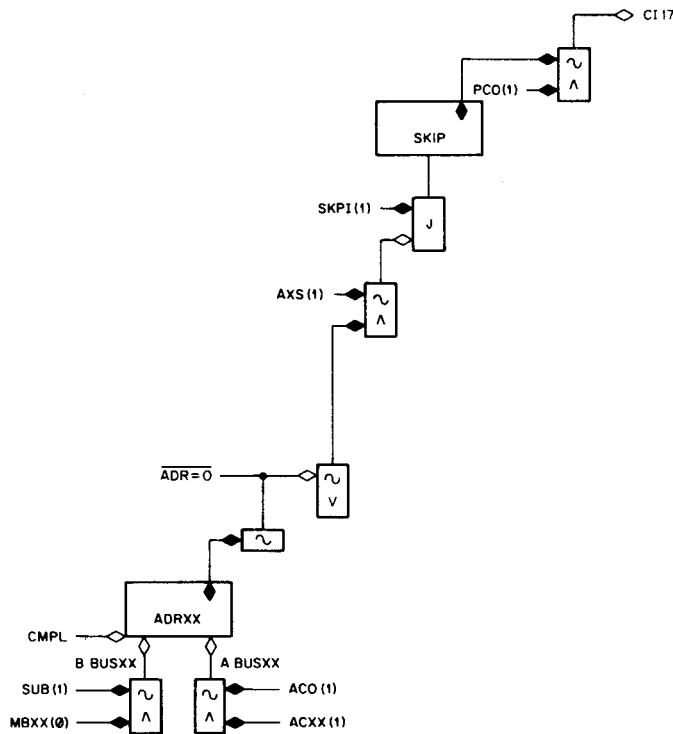 CI 17
~
Λ
PCO(1)
SKIP
SKPI(1)
J
AXS(1)
~
Λ
ADR=O
~
V
~
ADRXX
CMPL
B BUSXX
A BUSXX
SUB(1)
~
Λ
~
Λ
ACO(1)
MBXX(Ø)
ACXX(1)